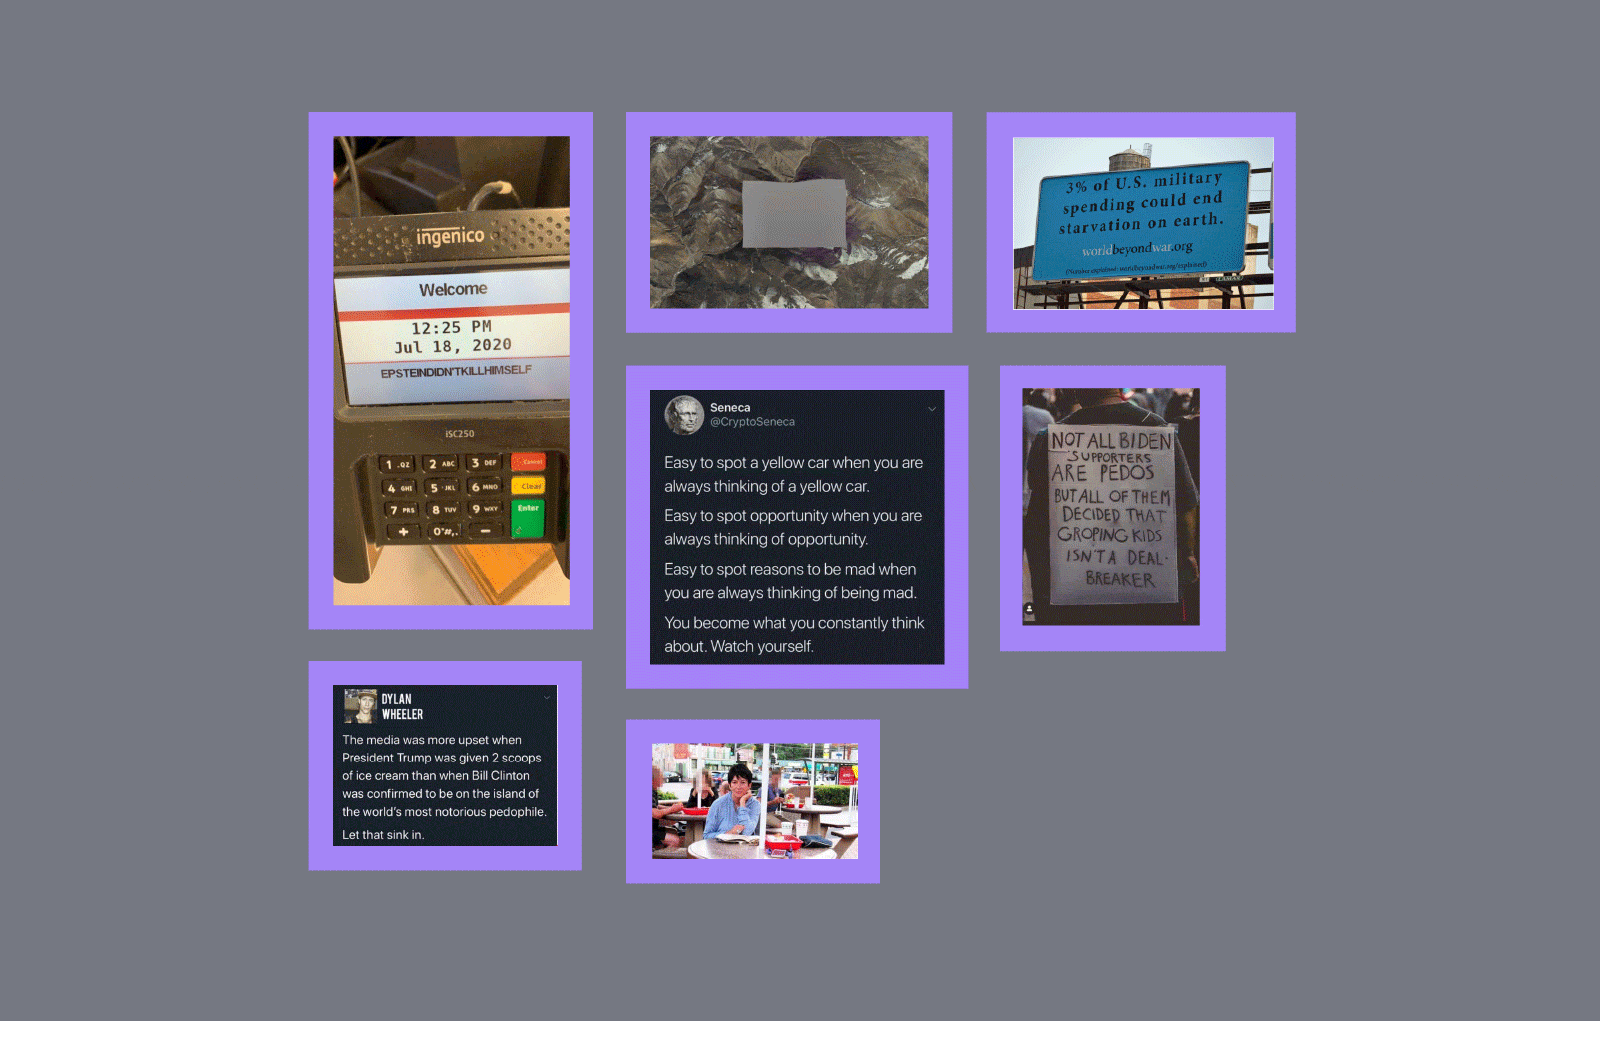 ingenico
Welcome
12:25 PM
Jul 18, 2020
EPSTEINDIDN'TKILLHIMSELF
iSC250
1 .QZ 2 ABC 3 DEF Cancel
4 GHI 5 JKL 6 MNO Clear
7 PRS 8 TUV 9 WXY Enter
+ 0*#,. –
3% of U.S. military
spending could end
starvation on earth.
worldbeyondwar.org
Seneca
@CryptoSeneca
Easy to spot a yellow car when you are
always thinking of a yellow car.
Easy to spot opportunity when you are
always thinking of opportunity.
Easy to spot reasons to be mad when
you are always thinking of being mad.
You become what you constantly think
about. Watch yourself.
NOT ALL BIDEN
SUPPORTERS
ARE PEDOS
BUT ALL OF THEM
DECIDED THAT
GROPING KIDS
ISN'T A DEAL-
BREAKER
DYLAN
WHEELER
The media was more upset when
President Trump was given 2 scoops
of ice cream than when Bill Clinton
was confirmed to be on the island of
the world's most notorious pedophile.
Let that sink in.